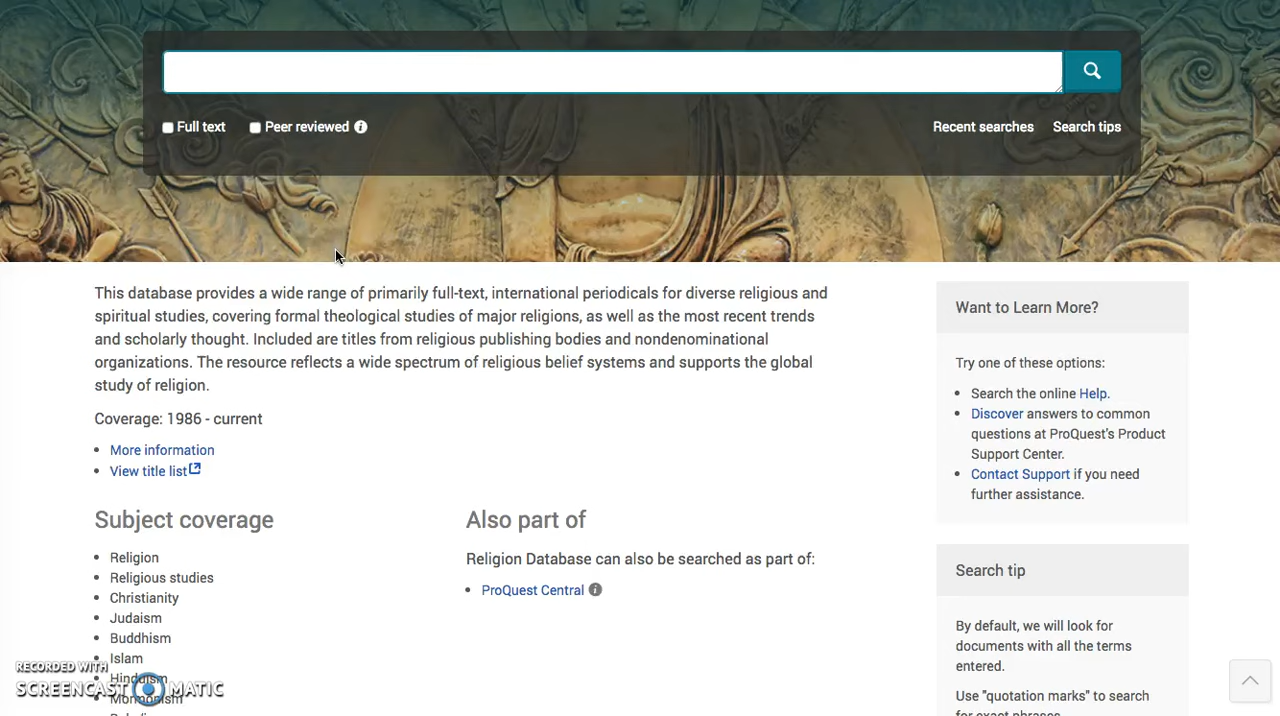 Full text
Peer reviewed
Recent searches
Search tips
This database provides a wide range of primarily full-text, international periodicals for diverse religious and
spiritual studies, covering formal theological studies of major religions, as well as the most recent trends
and scholarly thought. Included are titles from religious publishing bodies and nondenominational
organizations. The resource reflects a wide spectrum of religious belief systems and supports the global
study of religion.
Coverage: 1986 - current
More information
View title list
Subject coverage
Religion
Religious studies
Christianity
Judaism
Buddhism
Islam
Hinduism
Mormonism
Also part of
Religion Database can also be searched as part of:
ProQuest Central
Want to Learn More?
Try one of these options:
Search the online Help.
Discover answers to common
questions at ProQuest's Product
Support Center.
Contact Support if you need
further assistance.
Search tip
By default, we will look for
documents with all the terms
entered.
Use "quotation marks" to search
for exact phrases.
RECORDED WITH
SCREENCAST MATIC